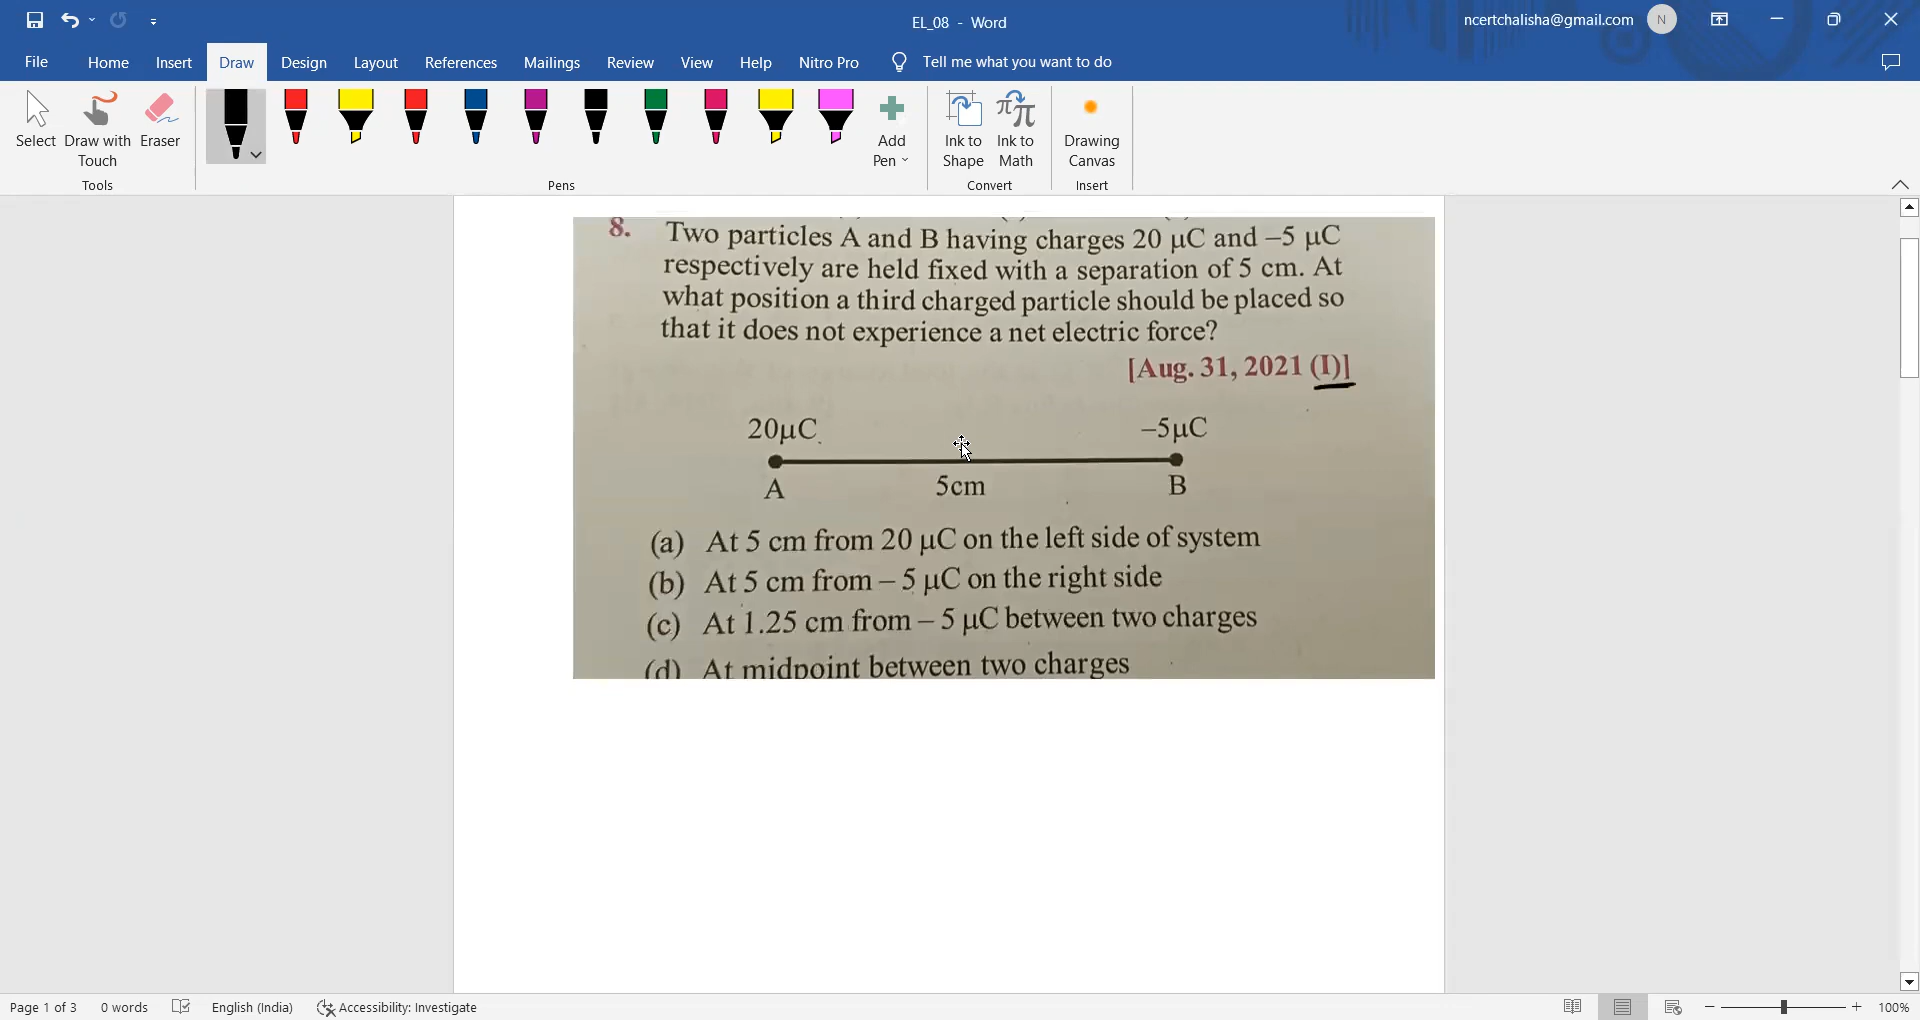 EL_08 - Word
ncertchalisha@gmail.com
N
File Home Insert Draw Design Layout References Mailings Review View Help Nitro Pro Tell me what you want to do
Select
Draw with Touch
Eraser
Add Pen
Ink to Shape
Ink to Math
Drawing Canvas
Tools Pens Convert Insert
8. Two particles A and B having charges 20 μC and –5 μC
respectively are held fixed with a separation of 5 cm. At
what position a third charged particle should be placed so
that it does not experience a net electric force?
[Aug. 31, 2021 (I)]
20μC –5μC
A 5cm B
(a) At 5 cm from 20 μC on the left side of system
(b) At 5 cm from – 5 μC on the right side
(c) At 1.25 cm from – 5 μC between two charges
(d) At midpoint between two charges
Page 1 of 3 0 words English (India) Accessibility: Investigate 100%